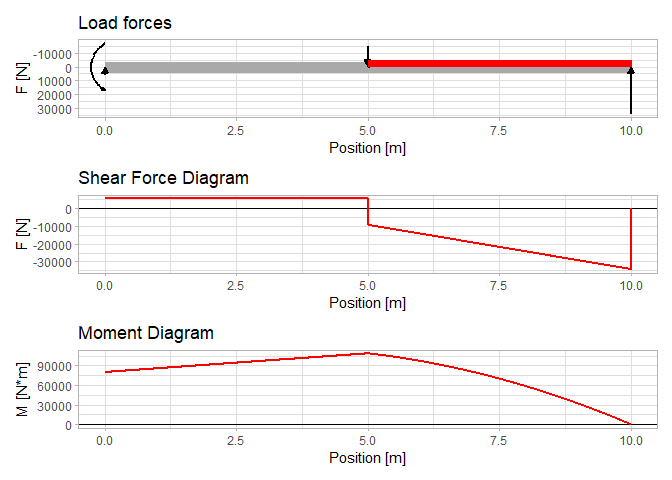 Load forces
F [N]
-10000
0
10000
20000
30000
0.0 2.5 5.0 7.5 10.0
Position [m]
Shear Force Diagram
F [N]
0
-10000
-20000
-30000
0.0 2.5 5.0 7.5 10.0
Position [m]
Moment Diagram
M [N*m]
90000
60000
30000
0
0.0 2.5 5.0 7.5 10.0
Position [m]